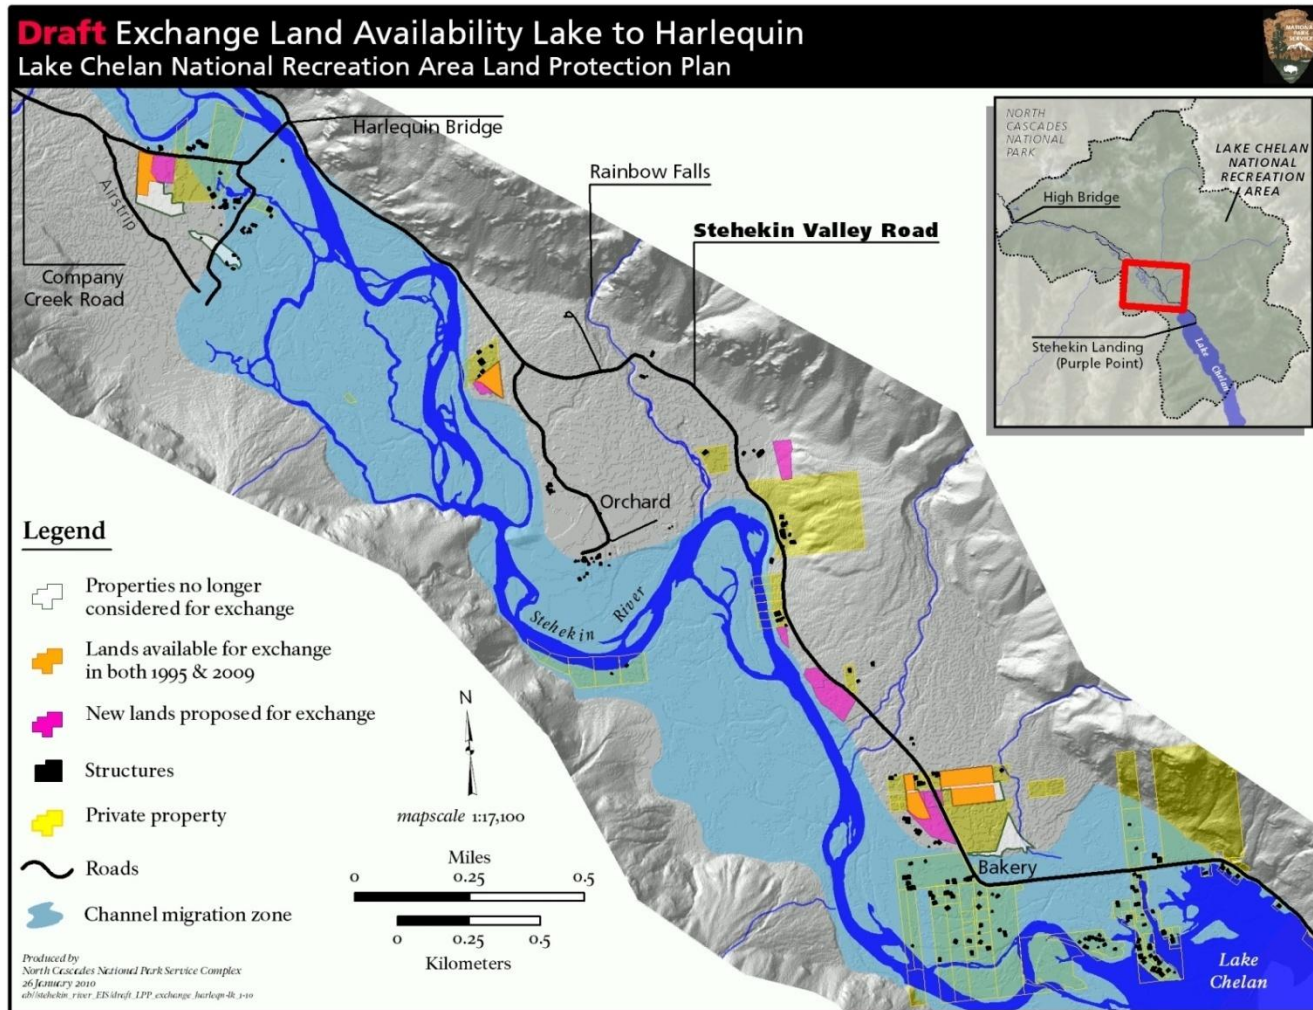 Draft Exchange Land Availability Lake to Harlequin
Lake Chelan National Recreation Area Land Protection Plan
NATIONAL
PARK
SERVICE
Harlequin Bridge
Rainbow Falls
Stehekin Valley Road
Airstrip
Company
Creek Road
Orchard
Stehekin River
Bakery
Lake
Chelan
NORTH
CASCADES
NATIONAL
PARK
LAKE CHELAN
NATIONAL
RECREATION
AREA
High Bridge
Stehekin Landing
(Purple Point)
Lake Chelan
Legend
Properties no longer
considered for exchange
Lands available for exchange
in both 1995 & 2009
New lands proposed for exchange
Structures
Private property
Roads
Channel migration zone
N
mapscale 1:17,100
Miles
0 0.25 0.5
0 0.25 0.5
Kilometers
Produced by
North Cascades National Park Service Complex
26 January 2010